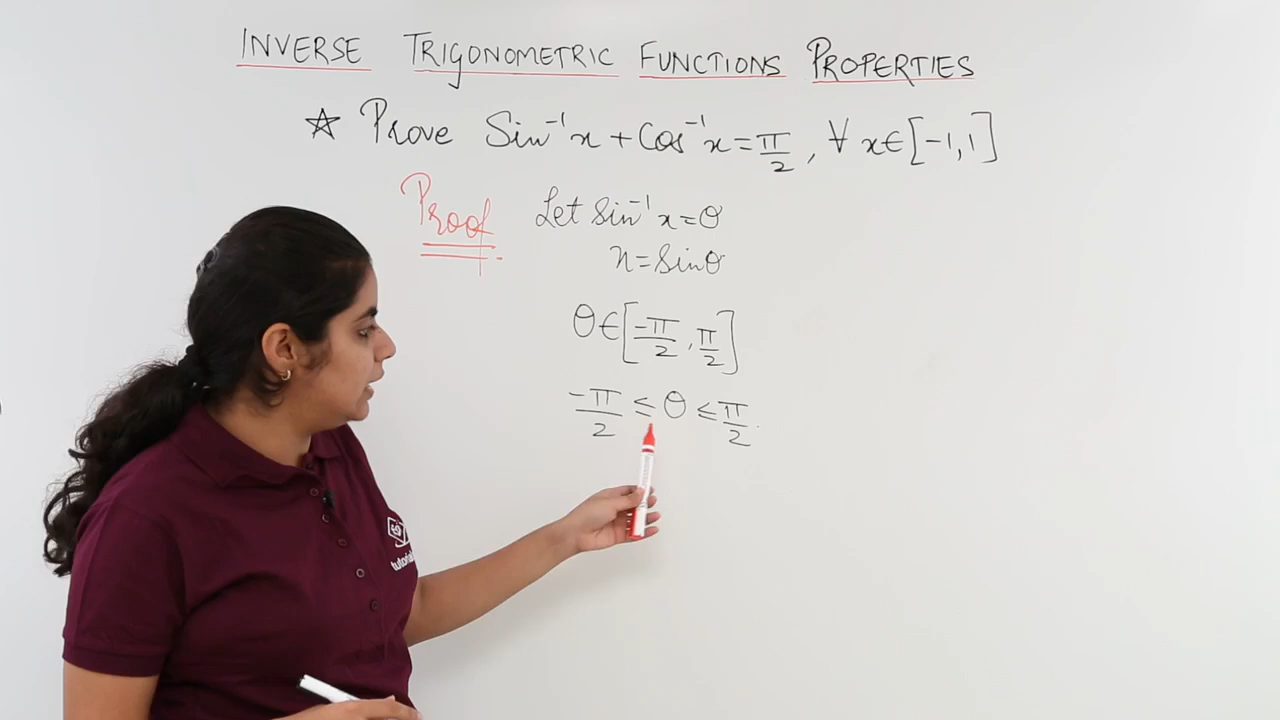 INVERSE TRIGONOMETRIC FUNCTIONS PROPERTIES
☆ Prove Sin⁻¹x + Cos⁻¹x = π/2, ∀ x∈[-1,1]
Proof Let Sin⁻¹x = θ
x = Sinθ
θ∈[-π/2, π/2]
-π/2 ≤ θ ≤ π/2.